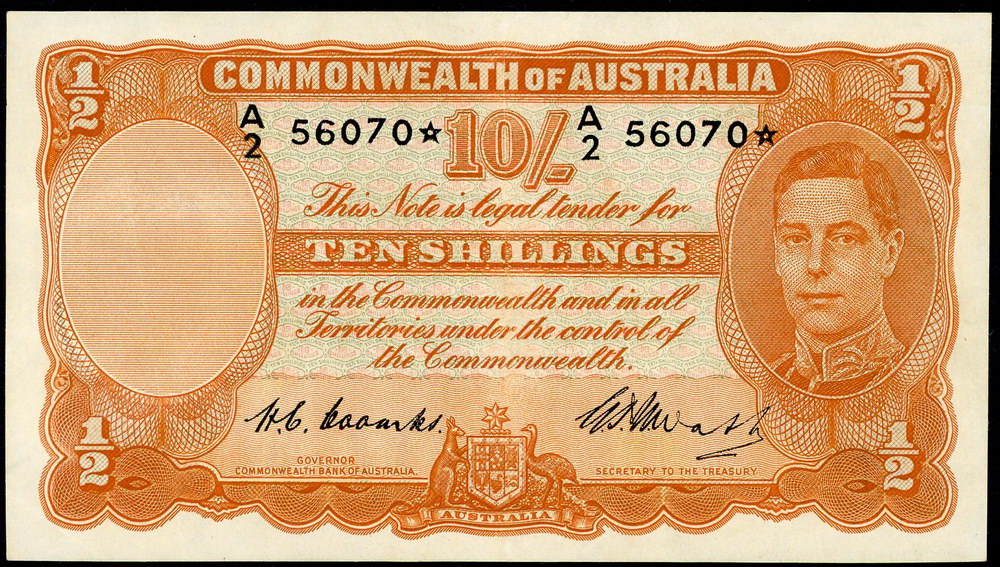 1/2
1/2
COMMONWEALTH OF AUSTRALIA
A/2 56070☆
A/2 56070☆
10/-
This Note is legal tender for
TEN SHILLINGS
in the Commonwealth and in all
Territories under the control of
the Commonwealth.
H.C. Coombs.
GOVERNOR
COMMONWEALTH BANK OF AUSTRALIA.
SECRETARY TO THE TREASURY
1/2
1/2
AUSTRALIA